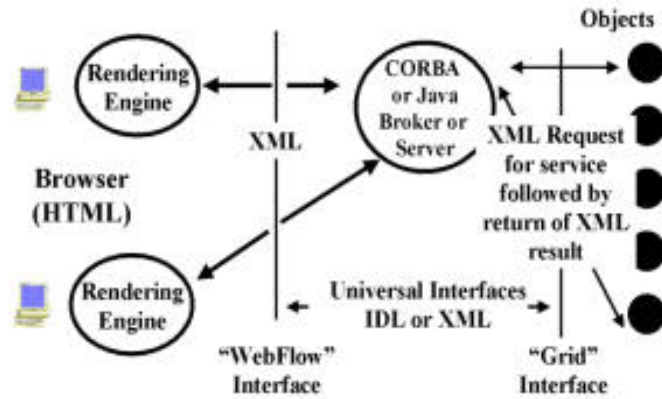 Objects
Rendering
Engine
CORBA
or Java
Broker or
Server
XML
XML Request
for service
followed by
return of XML
result
Browser
(HTML)
Rendering
Engine
Universal Interfaces
IDL or XML
“WebFlow”
Interface
“Grid”
Interface